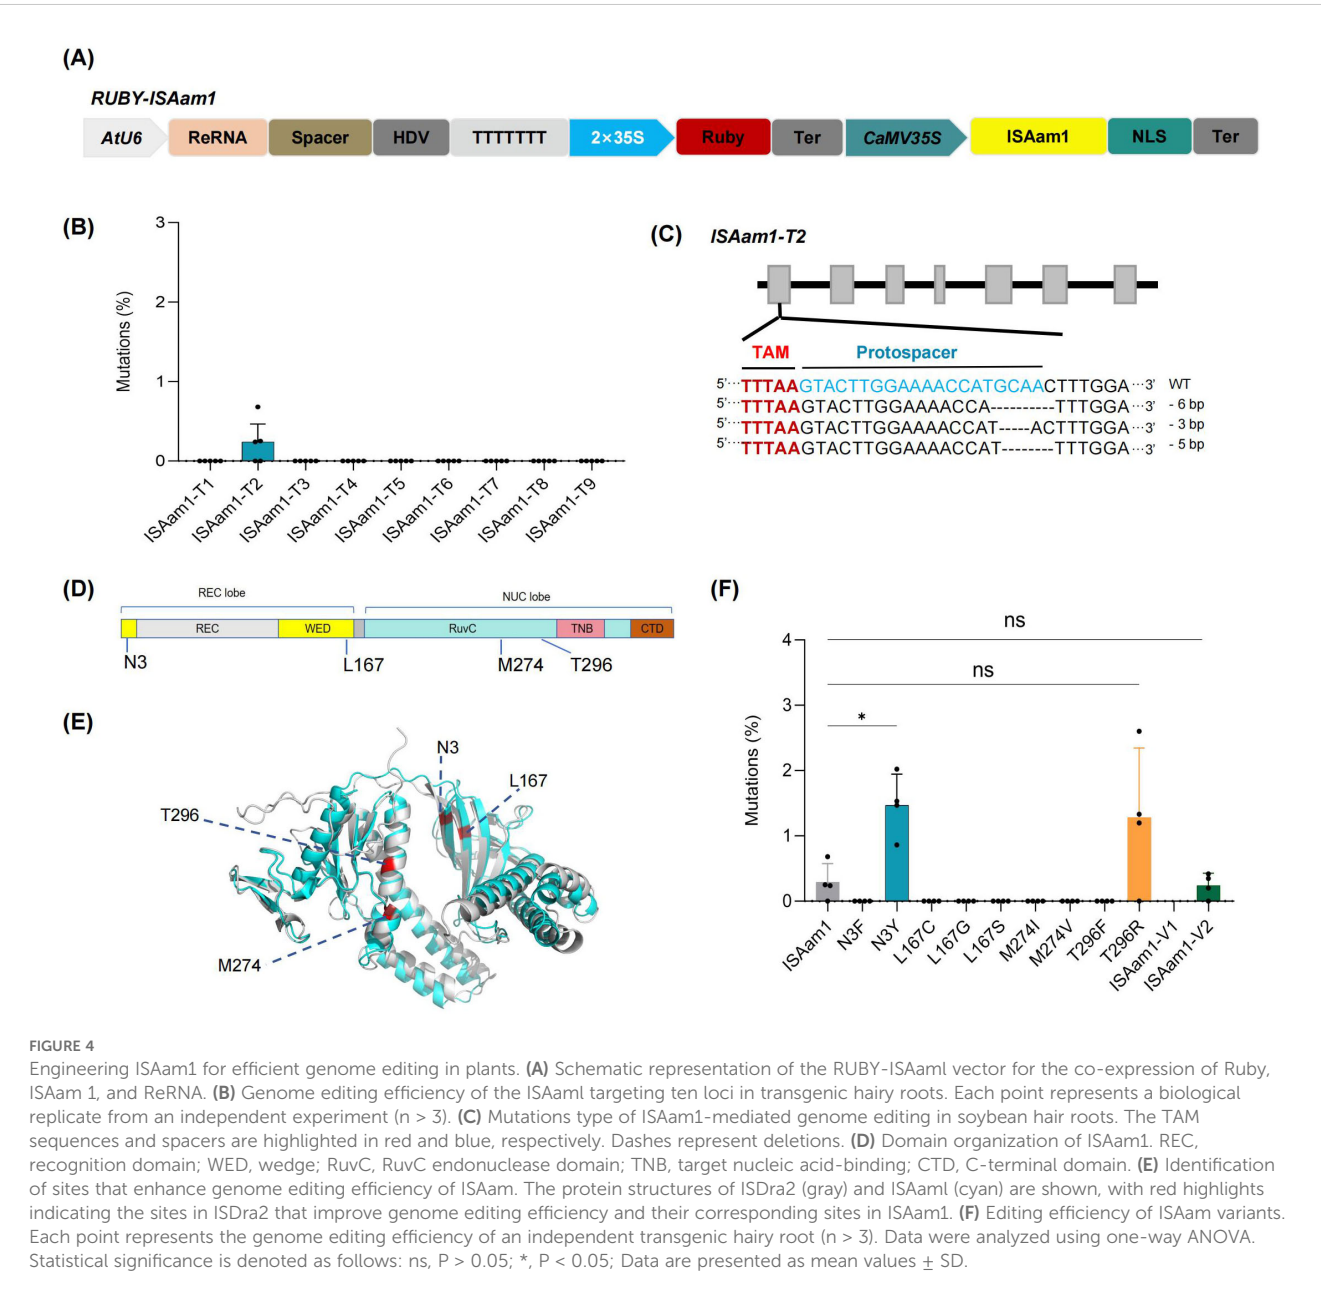 (A)
RUBY-ISAam1
AtU6 ReRNA Spacer HDV TTTTTTT 2×35S Ruby Ter CaMV35S ISAam1 NLS Ter
(B)
Mutations (%)
3
2
1
0
ISAam1-T1 ISAam1-T2 ISAam1-T3 ISAam1-T4 ISAam1-T5 ISAam1-T6 ISAam1-T7 ISAam1-T8 ISAam1-T9
(C) ISAam1-T2
TAM Protospacer
5'···TTTAAGTACTTGGAAAACCATGCAACTTTGGA···3' WT
5'···TTTAAGTACTTGGAAAACCA----------TTTGGA···3' - 6 bp
5'···TTTAAGTACTTGGAAAACCAT-----ACTTTGGA···3' - 3 bp
5'···TTTAAGTACTTGGAAAACCAT--------TTTGGA···3' - 5 bp
(D)
REC lobe NUC lobe
REC WED RuvC TNB CTD
N3 L167 M274 T296
(E)
N3
L167
T296
M274
(F)
Mutations (%)
4
3
2
1
0
ns
ns
*
ISAam1 N3F N3Y L167C L167G L167S M274I M274V T296F T296R ISAam1-V1 ISAam1-V2
FIGURE 4
Engineering ISAam1 for efficient genome editing in plants. (A) Schematic representation of the RUBY-ISAaml vector for the co-expression of Ruby,
ISAam 1, and ReRNA. (B) Genome editing efficiency of the ISAaml targeting ten loci in transgenic hairy roots. Each point represents a biological
replicate from an independent experiment (n > 3). (C) Mutations type of ISAam1-mediated genome editing in soybean hair roots. The TAM
sequences and spacers are highlighted in red and blue, respectively. Dashes represent deletions. (D) Domain organization of ISAam1. REC,
recognition domain; WED, wedge; RuvC, RuvC endonuclease domain; TNB, target nucleic acid-binding; CTD, C-terminal domain. (E) Identification
of sites that enhance genome editing efficiency of ISAam. The protein structures of ISDra2 (gray) and ISAaml (cyan) are shown, with red highlights
indicating the sites in ISDra2 that improve genome editing efficiency and their corresponding sites in ISAam1. (F) Editing efficiency of ISAam variants.
Each point represents the genome editing efficiency of an independent transgenic hairy root (n > 3). Data were analyzed using one-way ANOVA.
Statistical significance is denoted as follows: ns, P > 0.05; *, P < 0.05; Data are presented as mean values ± SD.